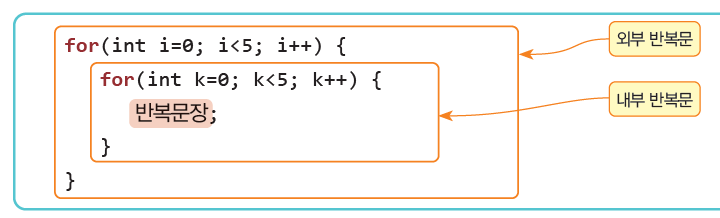 for(int i=0; i<5; i++) {
외부 반복문
for(int k=0; k<5; k++) {
내부 반복문
반복문장;
}
}